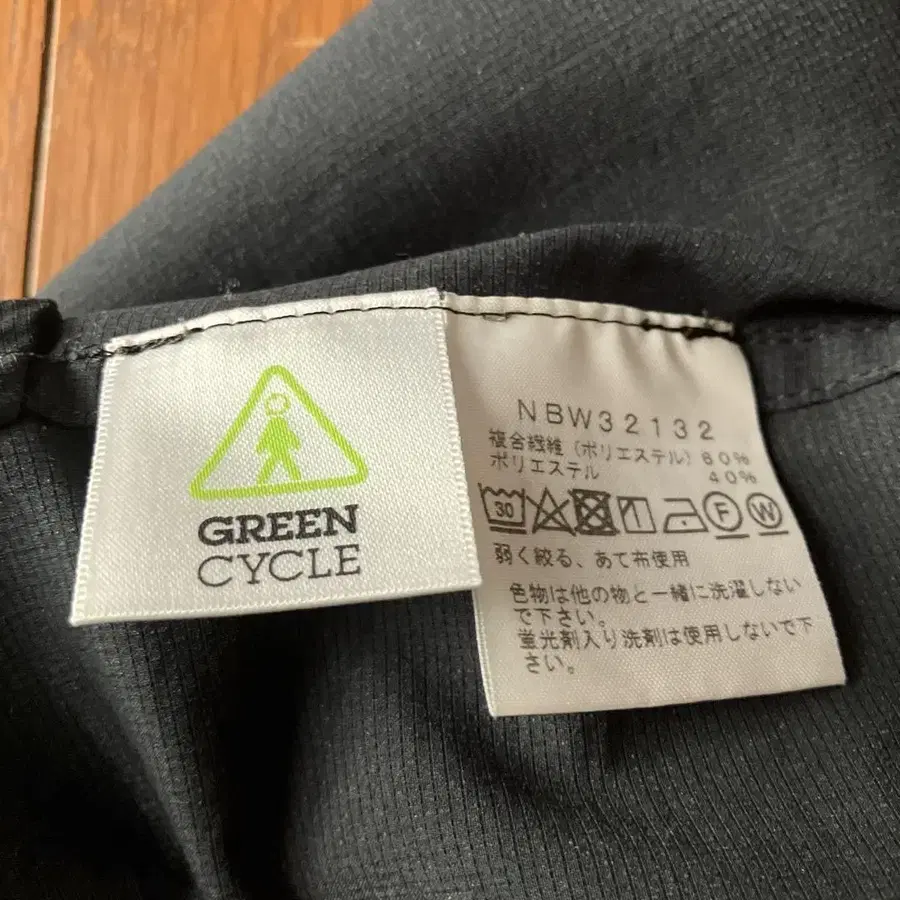 GREEN
CYCLE
NBW32132
複合繊維（ポリエステル）60%
ポリエステル 40%
30
F
W
弱く絞る、あて布使用
色物は他の物と一緒に洗濯しない
で下さい。
蛍光剤入り洗剤は使用しないで下
さい。